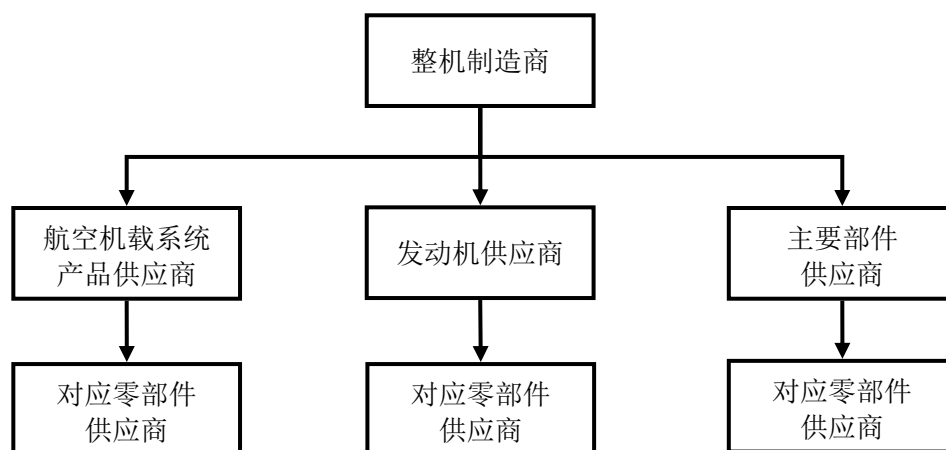 整机制造商
航空机载系统
产品供应商
发动机供应商
主要部件
供应商
对应零部件
供应商
对应零部件
供应商
对应零部件
供应商